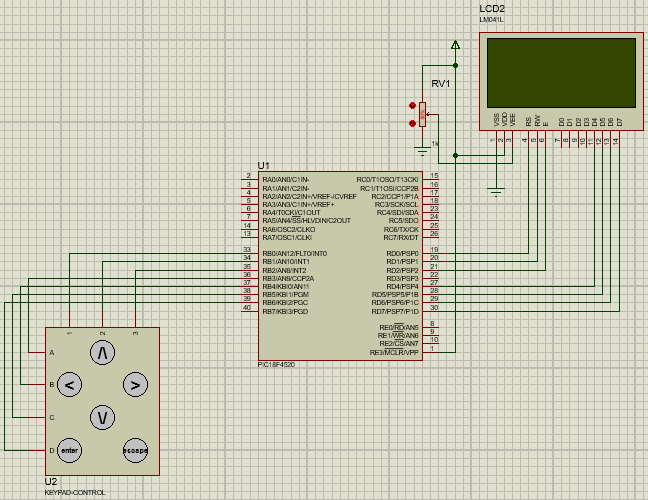 LCD2
LM041L
RV1
1k
VSS VDD VEE RS RW E D0 D1 D2 D3 D4 D5 D6 D7
1 2 3 4 5 6 7 8 9 10 11 12 13 14
U1
2 RA0/AN0/C1IN- RC0/T1OSO/T13CKI 15
3 RA1/AN1/C2IN- RC1/T1OSI/CCP2B 16
4 RA2/AN2/C2IN+/VREF-/CVREF RC2/CCP1/P1A 17
5 RA3/AN3/C1IN+/VREF+ RC3/SCK/SCL 18
6 RA4/T0CKI/C1OUT RC4/SDI/SDA 23
7 RA5/AN4/SS/HLVDIN/C2OUT RC5/SDO 24
14 RA6/OSC2/CLKO RC6/TX/CK 25
13 RA7/OSC1/CLKI RC7/RX/DT 26
33 RB0/AN12/FLT0/INT0 RD0/PSP0 19
34 RB1/AN10/INT1 RD1/PSP1 20
35 RB2/AN8/INT2 RD2/PSP2 21
36 RB3/AN9/CCP2A RD3/PSP3 22
37 RB4/KBI0/AN11 RD4/PSP4 27
38 RB5/KBI1/PGM RD5/PSP5/P1B 28
39 RB6/KBI2/PGC RD6/PSP6/P1C 29
40 RB7/KBI3/PGD RD7/PSP7/P1D 30
RE0/RD/AN5 8
RE1/WR/AN6 9
RE2/CS/AN7 10
RE3/MCLR/VPP 1
PIC18F4520
1 2 3
A /\
B < >
C \/
D enter escape
U2
KEYPAD-CONTROL